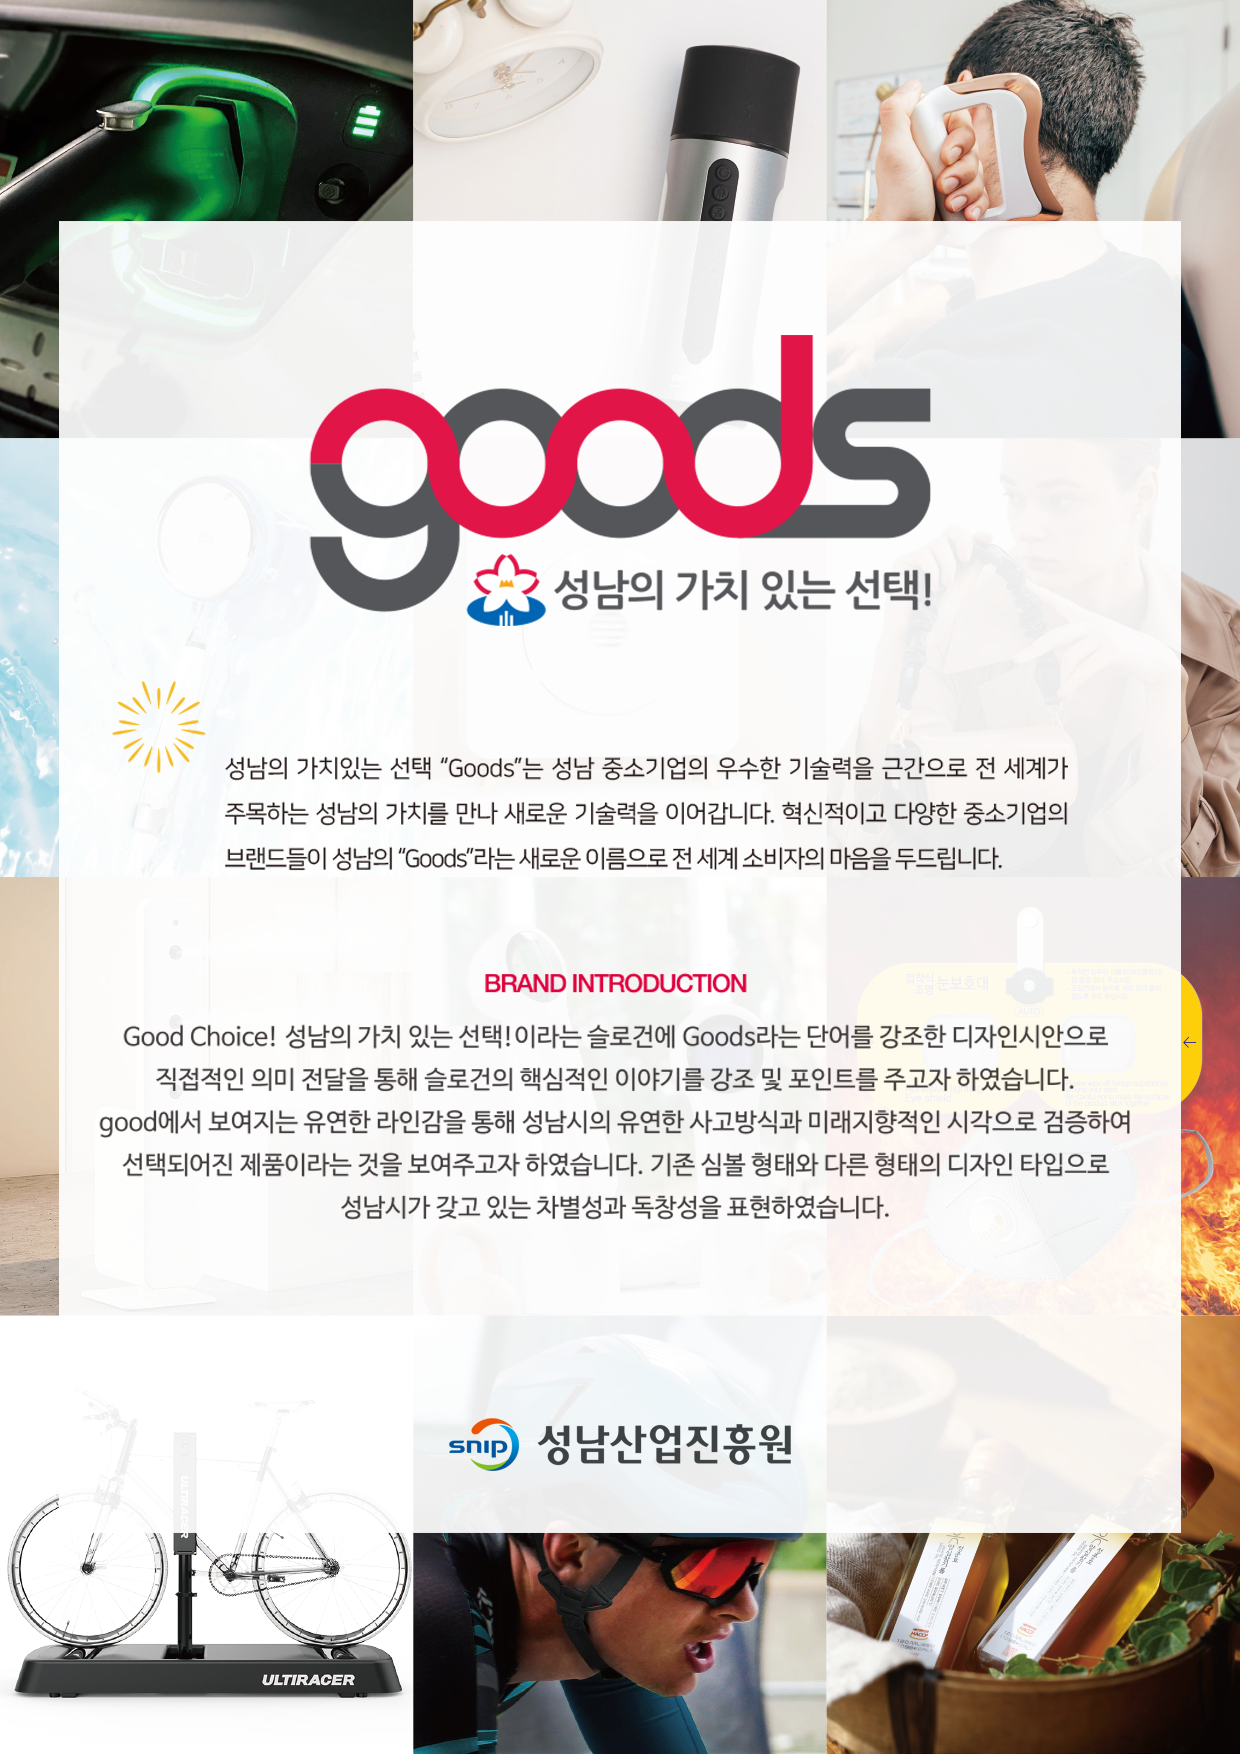 goods
성남의 가치 있는 선택!
성남의 가치있는 선택 “Goods”는 성남 중소기업의 우수한 기술력을 근간으로 전 세계가
주목하는 성남의 가치를 만나 새로운 기술력을 이어갑니다. 혁신적이고 다양한 중소기업의
브랜드들이 성남의 “Goods”라는 새로운 이름으로 전 세계 소비자의 마음을 두드립니다.
BRAND INTRODUCTION
Good Choice! 성남의 가치 있는 선택!이라는 슬로건에 Goods라는 단어를 강조한 디자인시안으로
직접적인 의미 전달을 통해 슬로건의 핵심적인 이야기를 강조 및 포인트를 주고자 하였습니다.
good에서 보여지는 유연한 라인감을 통해 성남시의 유연한 사고방식과 미래지향적인 시각으로 검증하여
선택되어진 제품이라는 것을 보여주고자 하였습니다. 기존 심볼 형태와 다른 형태의 디자인 타입으로
성남시가 갖고 있는 차별성과 독창성을 표현하였습니다.
눈보호대
(AUTO)
Eye shield
snip 성남산업진흥원
ULTIRACER
ULTIRACER
HACCP